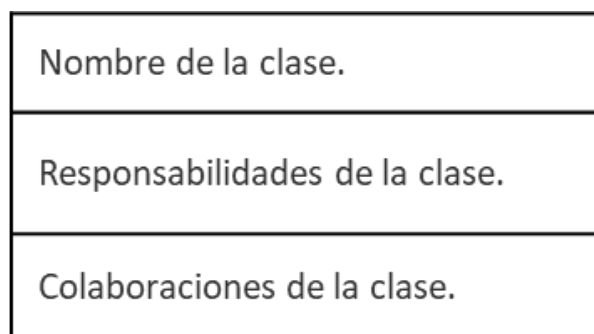 Nombre de la clase.
Responsabilidades de la clase.
Colaboraciones de la clase.